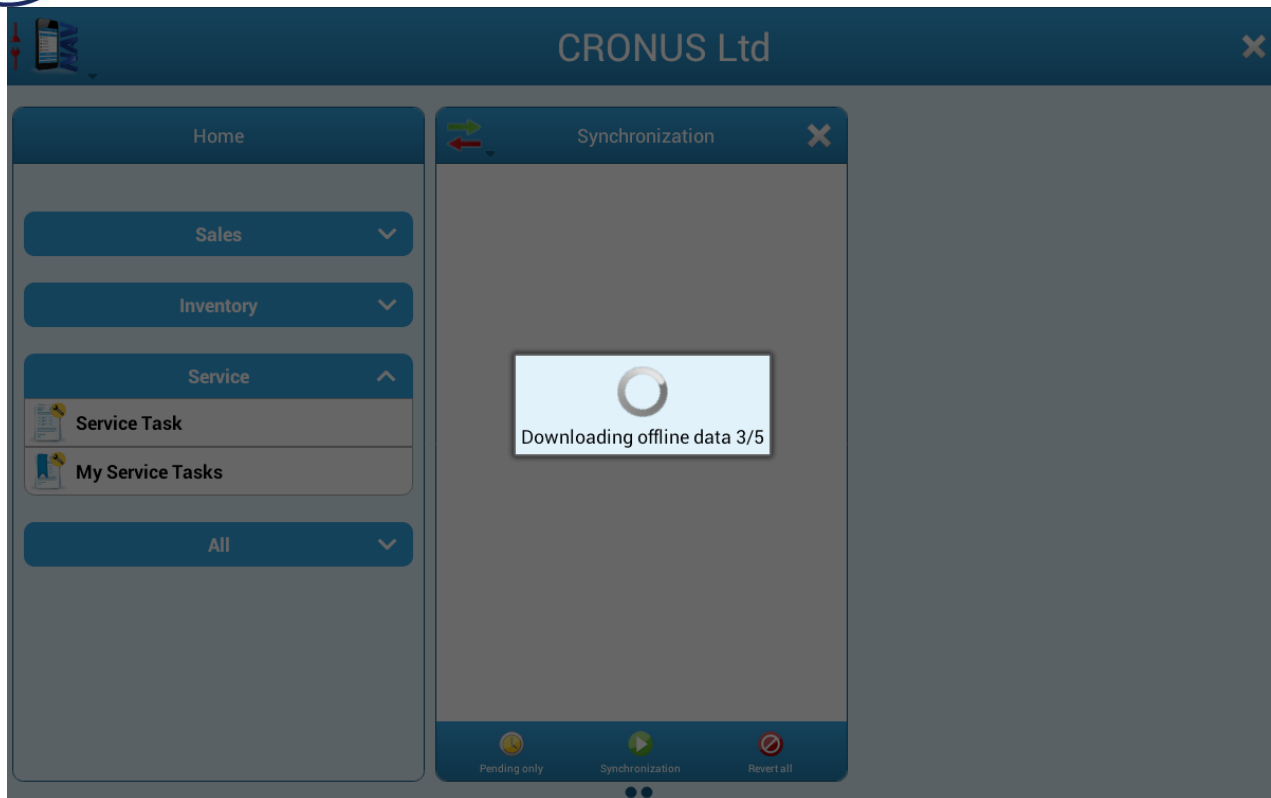 NAV
CRONUS Ltd
Home
Synchronization
Sales
Inventory
Service
Service Task
My Service Tasks
All
Downloading offline data 3/5
Pending only
Synchronization
Revert all